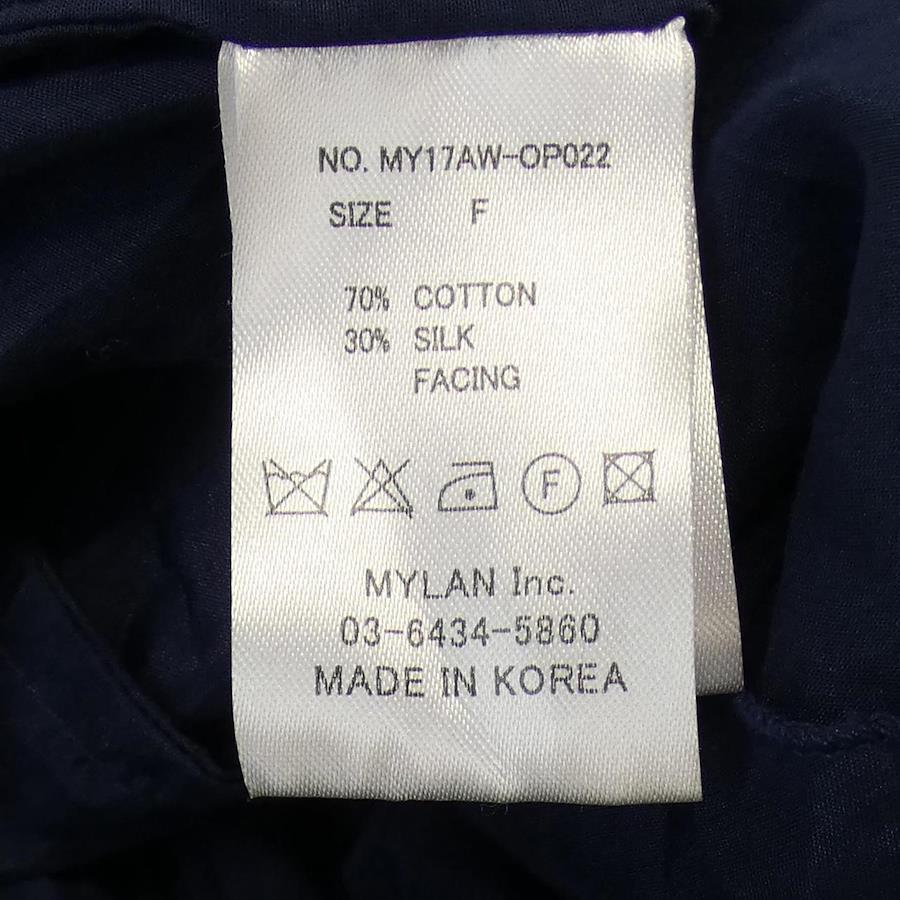 NO. MY17AW-OP022
SIZE F
70% COTTON
30% SILK
FACING
F
MYLAN Inc.
03-6434-5860
MADE IN KOREA